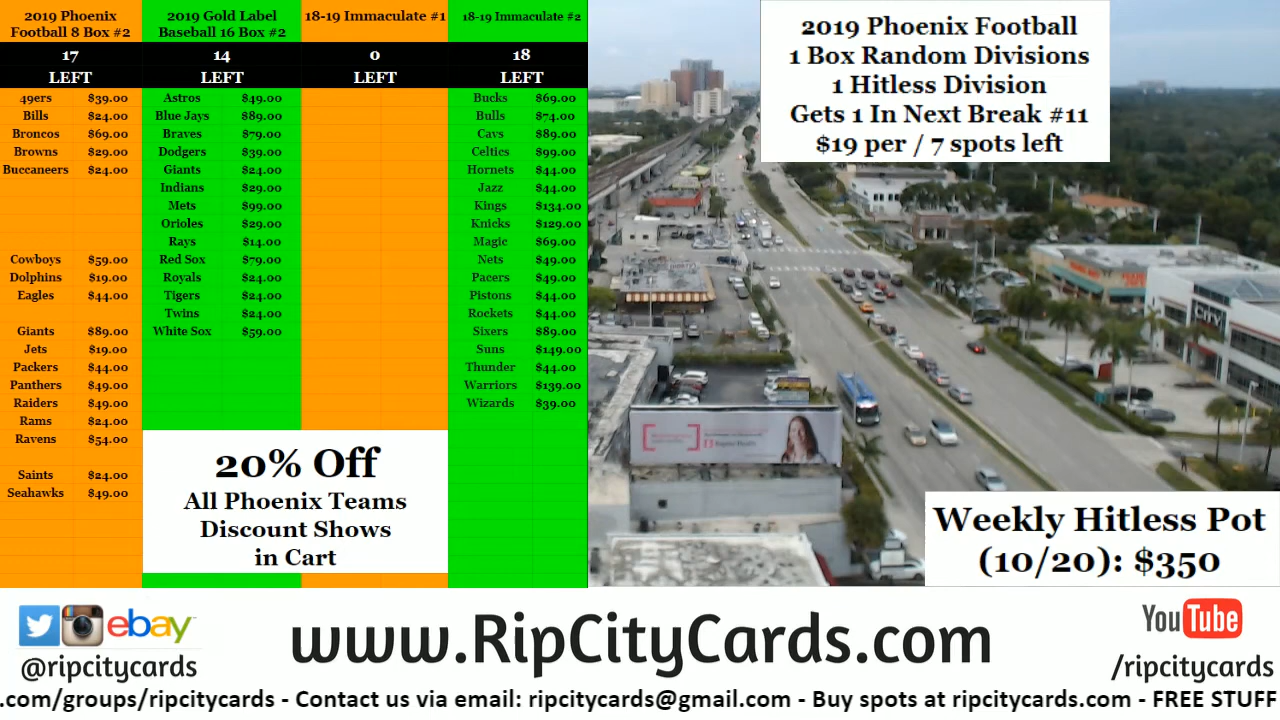 2019 Phoenix
Football 8 Box #2
17
LEFT
49ers $39.00
Bills $24.00
Broncos $69.00
Browns $29.00
Buccaneers $24.00
Cowboys $59.00
Dolphins $19.00
Eagles $44.00
Giants $89.00
Jets $19.00
Packers $44.00
Panthers $49.00
Raiders $49.00
Rams $24.00
Ravens $54.00
Saints $24.00
Seahawks $49.00
2019 Gold Label
Baseball 16 Box #2
14
LEFT
Astros $49.00
Blue Jays $89.00
Braves $79.00
Dodgers $39.00
Giants $24.00
Indians $29.00
Mets $99.00
Orioles $29.00
Rays $14.00
Red Sox $79.00
Royals $24.00
Tigers $24.00
Twins $24.00
White Sox $59.00
18-19 Immaculate #1
0
LEFT
18-19 Immaculate #2
18
LEFT
Bucks $69.00
Bulls $74.00
Cavs $89.00
Celtics $99.00
Hornets $44.00
Jazz $44.00
Kings $134.00
Knicks $129.00
Magic $69.00
Nets $49.00
Pacers $49.00
Pistons $44.00
Rockets $44.00
Sixers $89.00
Suns $149.00
Thunder $44.00
Warriors $139.00
Wizards $39.00
20% Off
All Phoenix Teams
Discount Shows
in Cart
2019 Phoenix Football
1 Box Random Divisions
1 Hitless Division
Gets 1 In Next Break #11
$19 per / 7 spots left
CITY
Weekly Hitless Pot
(10/20): $350
ebay
@ripcitycards
www.RipCityCards.com
YouTube
/ripcitycards
.com/groups/ripcitycards - Contact us via email: ripcitycards@gmail.com - Buy spots at ripcitycards.com - FREE STUFF